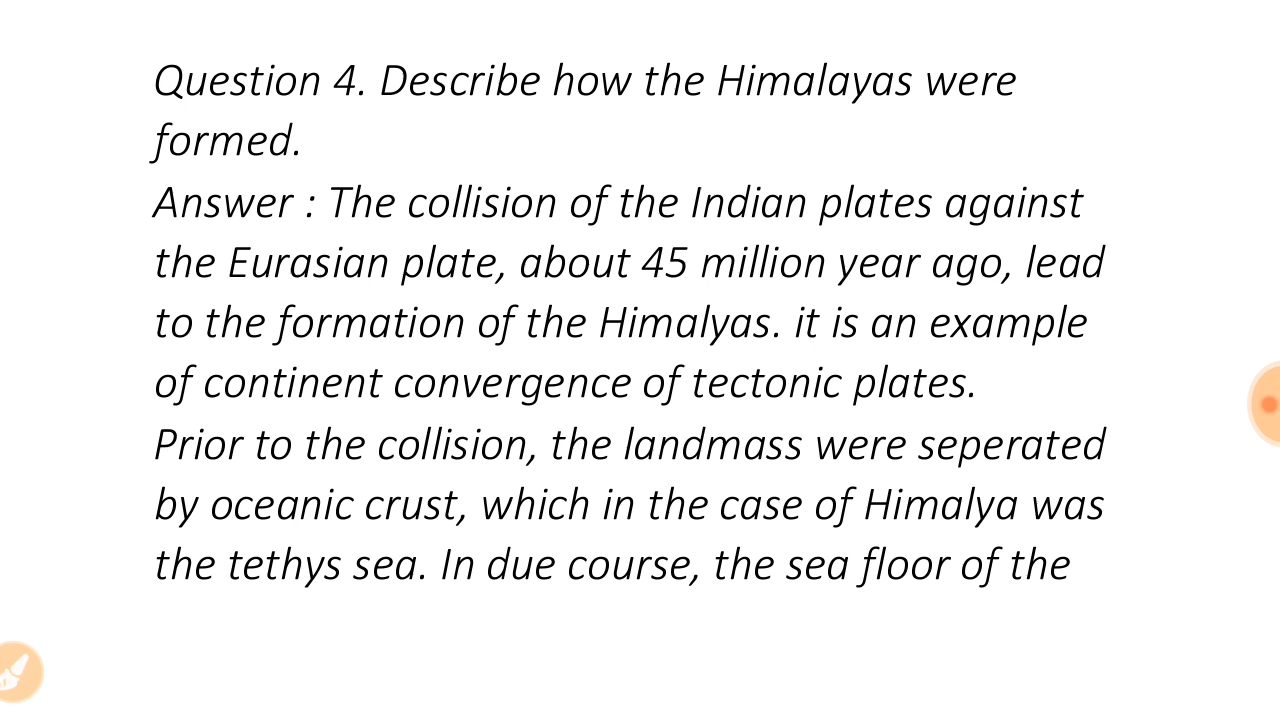 Question 4. Describe how the Himalayas were
formed.
Answer : The collision of the Indian plates against
the Eurasian plate, about 45 million year ago, lead
to the formation of the Himalyas. it is an example
of continent convergence of tectonic plates.
Prior to the collision, the landmass were seperated
by oceanic crust, which in the case of Himalya was
the tethys sea. In due course, the sea floor of the